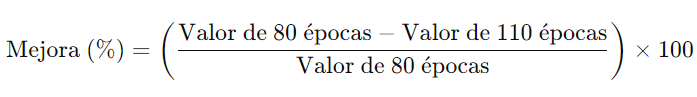 Mejora (%) = ( Valor de 80 épocas − Valor de 110 épocas / Valor de 80 épocas ) × 100